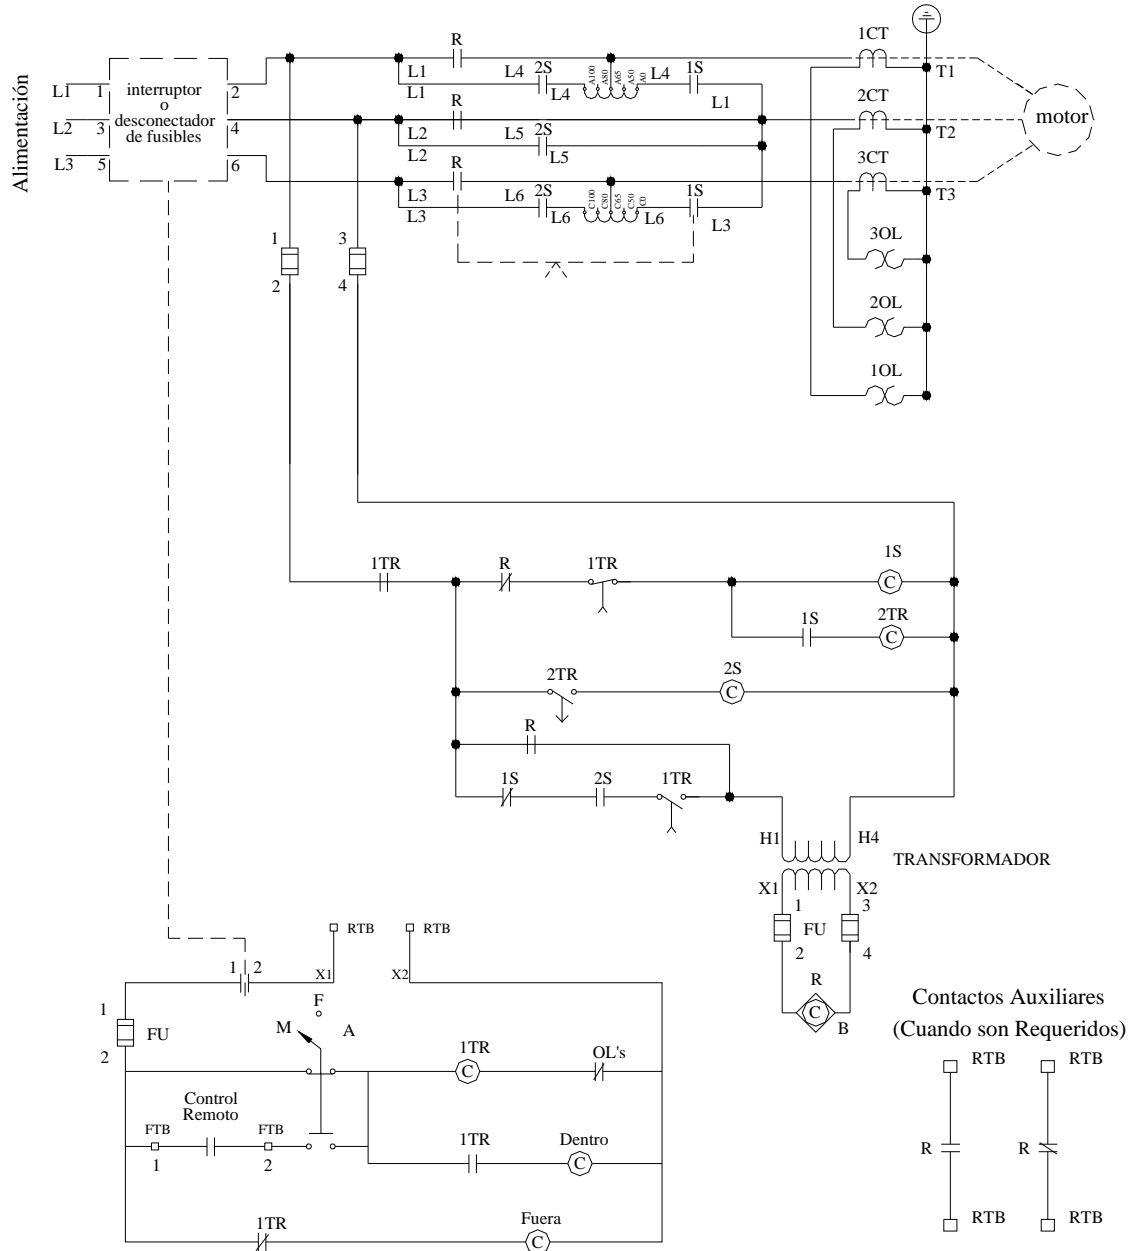 1CT
R
L1
L4
2S
A100
A80
A65
A50
A0
L4
1S
T1
Alimentación
L1
1
interruptor
o
desconectador
de fusibles
2
L1
L4
L1
2CT
R
motor
L2
3
4
L2
L5
2S
T2
L2
L5
L3
5
6
R
3CT
L3
L6
2S
C100
C80
C65
C50
C0
L6
1S
T3
L3
L6
L3
1
3
3OL
2
4
2OL
1OL
1TR
R
1TR
1S
C
1S
2TR
C
2TR
2S
C
R
1S
2S
1TR
H1
H4
TRANSFORMADOR
X1
X2
1
3
FU
2
4
R
C
B
RTB
RTB
1
2
X1
X2
F
M
A
1
FU
2
1TR
C
OL's
Control
Remoto
FTB
FTB
1
2
1TR
Dentro
C
1TR
Fuera
C
Contactos Auxiliares
(Cuando son Requeridos)
RTB
RTB
R
R
RTB
RTB